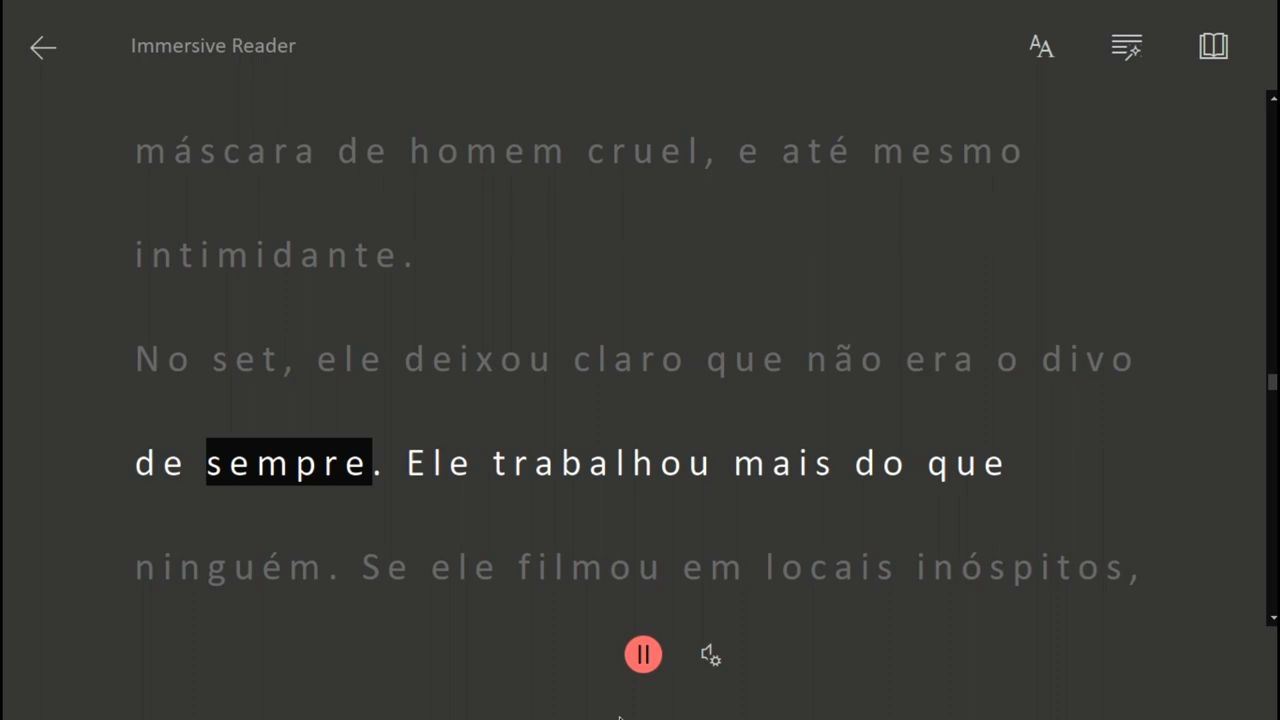 Immersive Reader
máscara de homem cruel, e até mesmo
intimidante.
No set, ele deixou claro que não era o divo
de sempre. Ele trabalhou mais do que
ninguém. Se ele filmou em locais inóspitos,